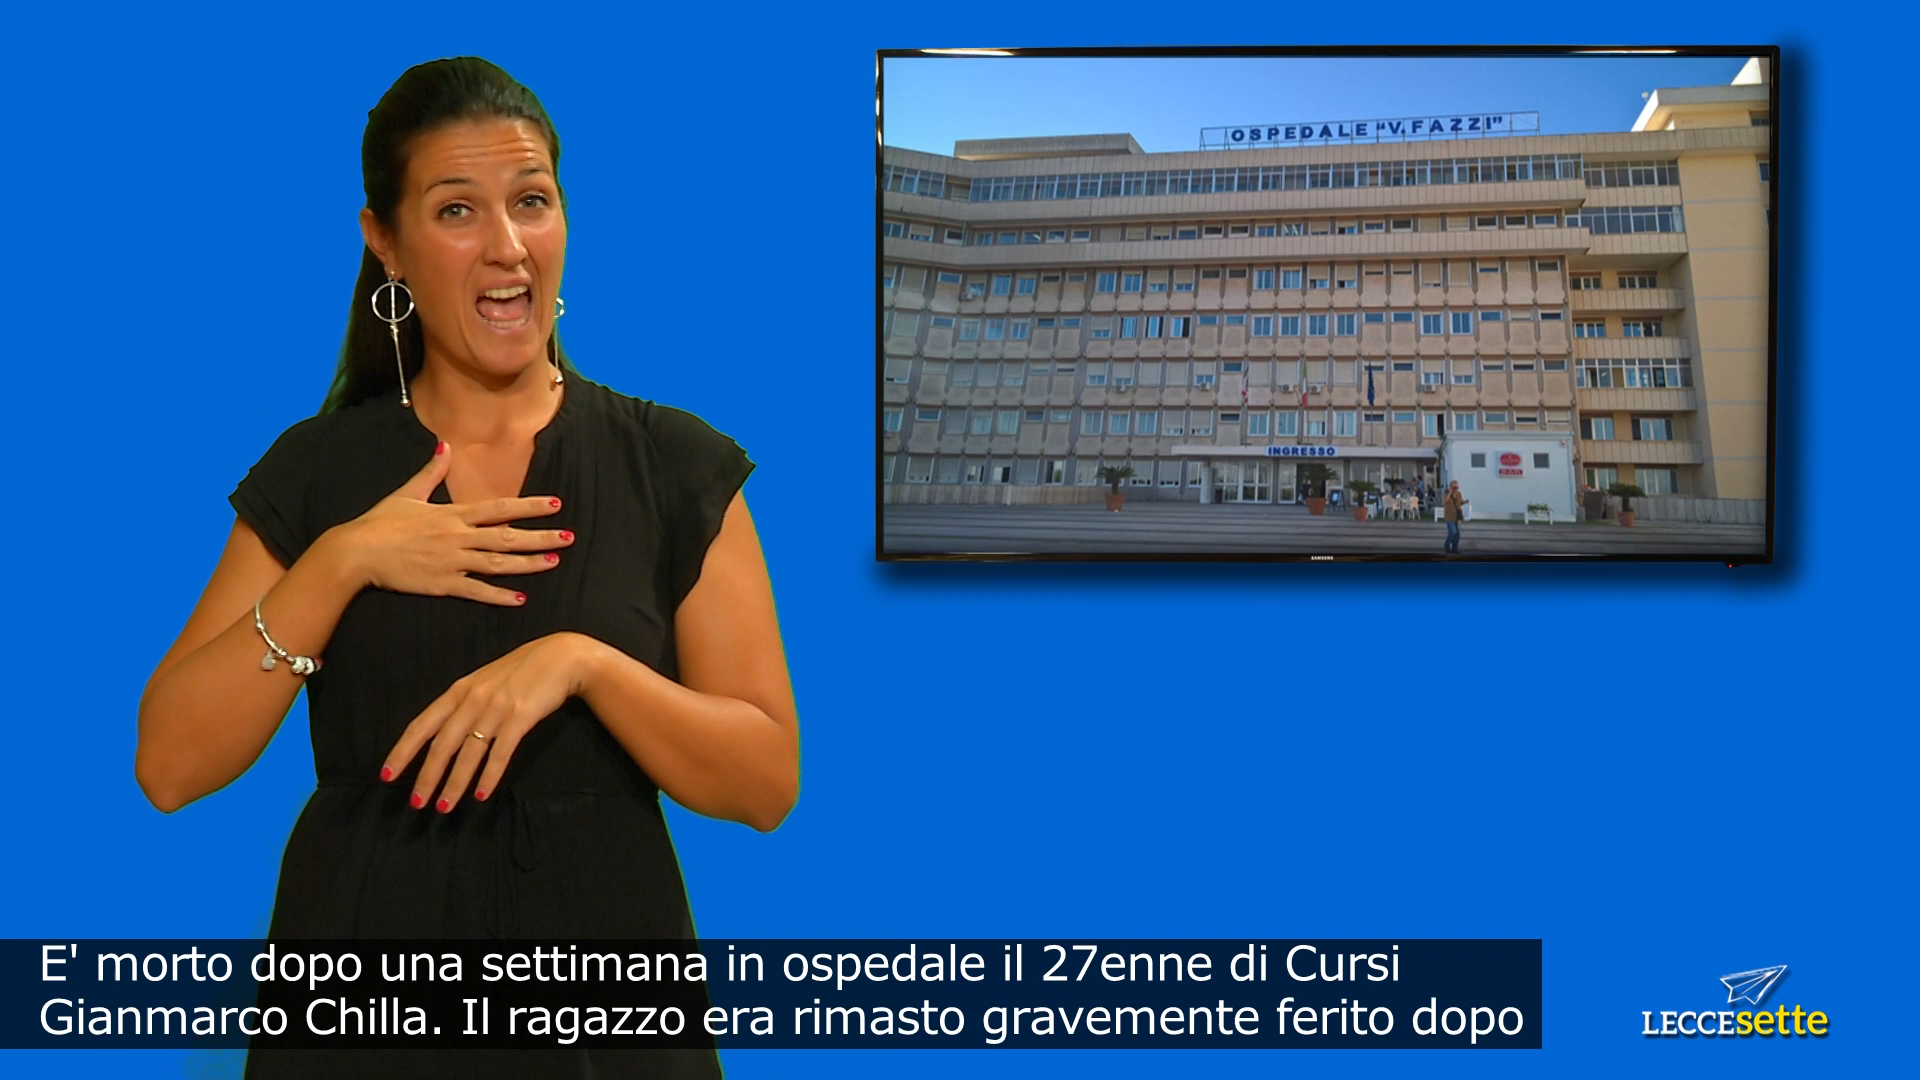 OSPEDALE "V. FAZZI"
INGRESSO
SAMSUNG
E' morto dopo una settimana in ospedale il 27enne di Cursi
Gianmarco Chilla. Il ragazzo era rimasto gravemente ferito dopo
LECCEsette